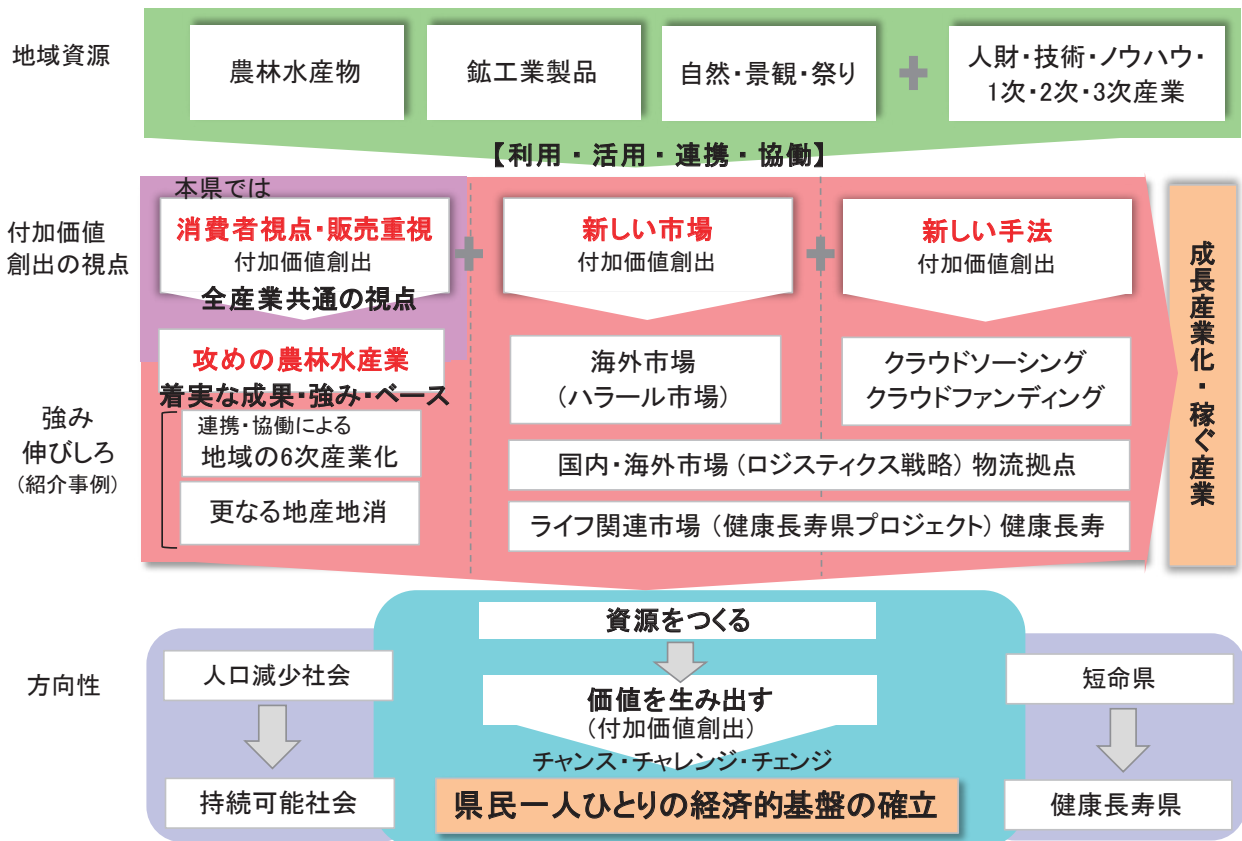 地域資源
農林水産物
鉱工業製品
自然・景観・祭り
人財・技術・ノウハウ・
1次・2次・3次産業
【利用・活用・連携・協働】
付加価値
創出の視点
本県では
消費者視点・販売重視
付加価値創出
全産業共通の視点
新しい市場
付加価値創出
新しい手法
付加価値創出
成長産業化・稼ぐ産業
強み
伸びしろ
(紹介事例)
攻めの農林水産業
着実な成果・強み・ベース
連携・協働による
地域の6次産業化
更なる地産地消
海外市場
(ハラール市場)
クラウドソーシング
クラウドファンディング
国内・海外市場 (ロジスティクス戦略) 物流拠点
ライフ関連市場 (健康長寿県プロジェクト) 健康長寿
方向性
人口減少社会
持続可能社会
資源をつくる
価値を生み出す
(付加価値創出)
チャンス・チャレンジ・チェンジ
県民一人ひとりの経済的基盤の確立
短命県
健康長寿県